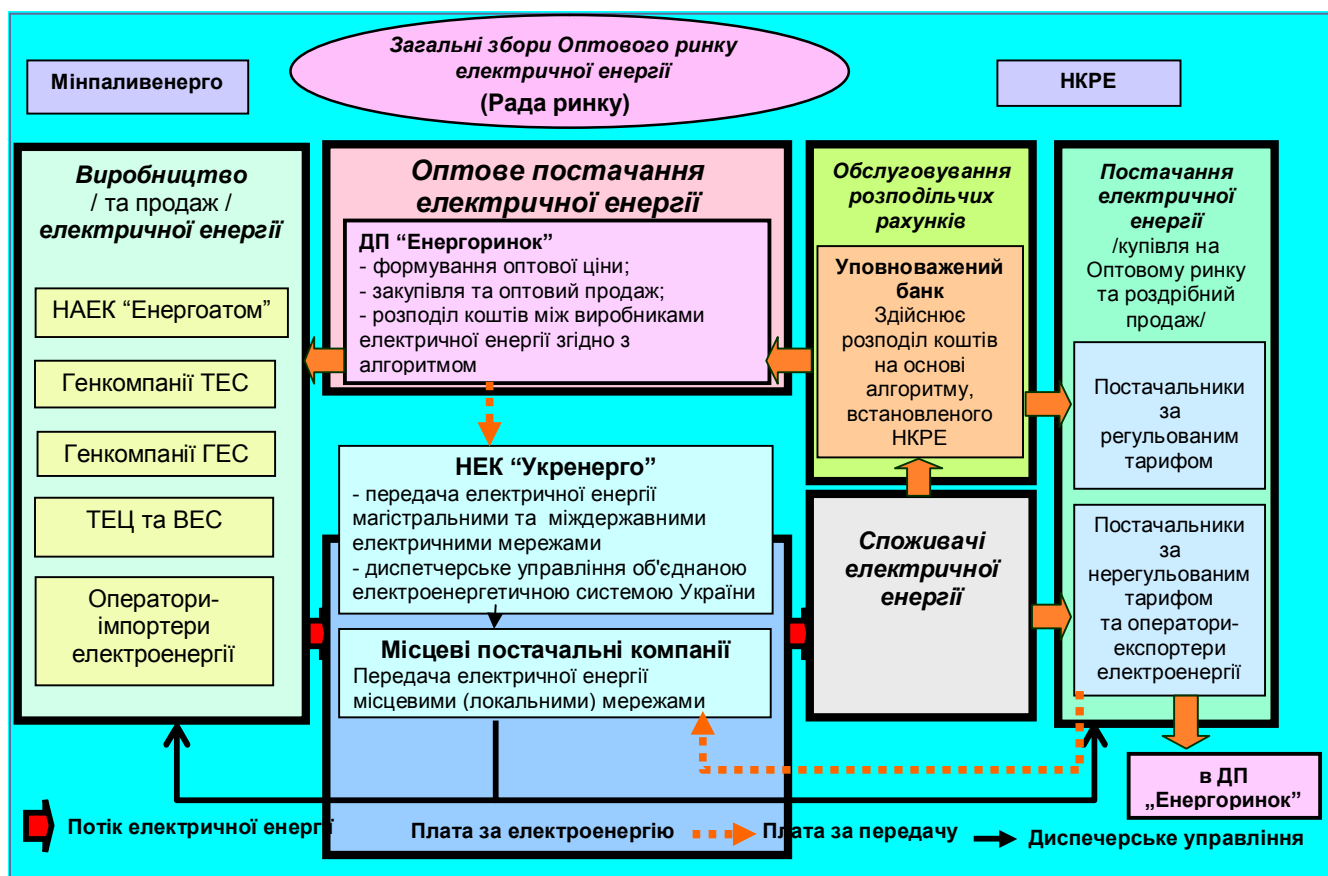 Загальні збори Оптового ринку
електричної енергії
(Рада ринку)
Мінпаливенерго
НКРЕ
Виробництво
/ та продаж /
електричної енергії
НАЕК “Енергоатом”
Генкомпанії ТЕС
Генкомпанії ГЕС
ТЕЦ та ВЕС
Оператори-
імпортери
електроенергії
Оптове постачання
електричної енергії
ДП “Енергоринок”
- формування оптової ціни;
- закупівля та оптовий продаж;
- розподіл коштів між виробниками
електричної енергії згідно з
алгоритмом
НЕК “Укренерго”
- передача електричної енергії
магістральними та міждержавними
електричними мережами
- диспетчерське управління об'єднаною
електроенергетичною системою України
Місцеві постачальні компанії
Передача електричної енергії
місцевими (локальними) мережами
Обслуговування
розподільчих
рахунків
Уповноважений
банк
Здійснює
розподіл коштів
на основі
алгоритму,
встановленого
НКРЕ
Споживачі
електричної
енергії
Постачання
електричної
енергії
/купівля на
Оптовому ринку
та роздрібний
продаж/
Постачальники
за
регульованим
тарифом
Постачальники
за
нерегульованим
тарифом
та оператори-
експортери
електроенергії
в ДП
„Енергоринок”
Потік електричної енергії
Плата за електроенергію
Плата за передачу
Диспечерське управління